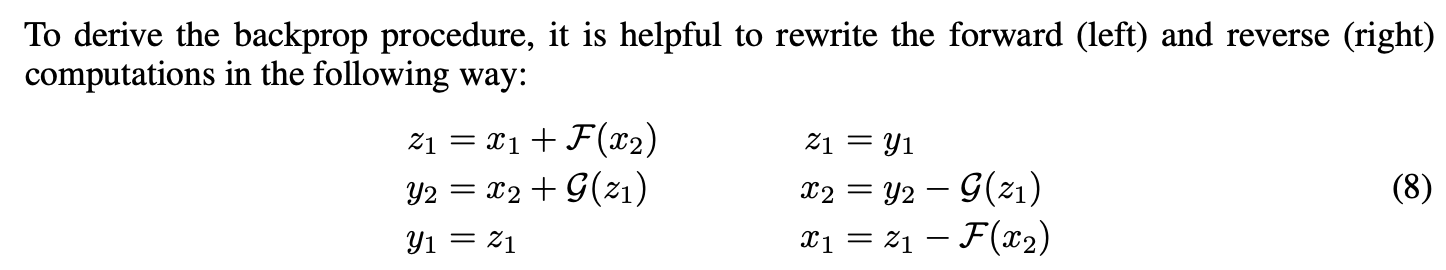 To derive the backprop procedure, it is helpful to rewrite the forward (left) and reverse (right)
computations in the following way:
z₁ = x₁ + ℱ(x₂) z₁ = y₁
y₂ = x₂ + 𝒢(z₁) x₂ = y₂ − 𝒢(z₁) (8)
y₁ = z₁ x₁ = z₁ − ℱ(x₂)